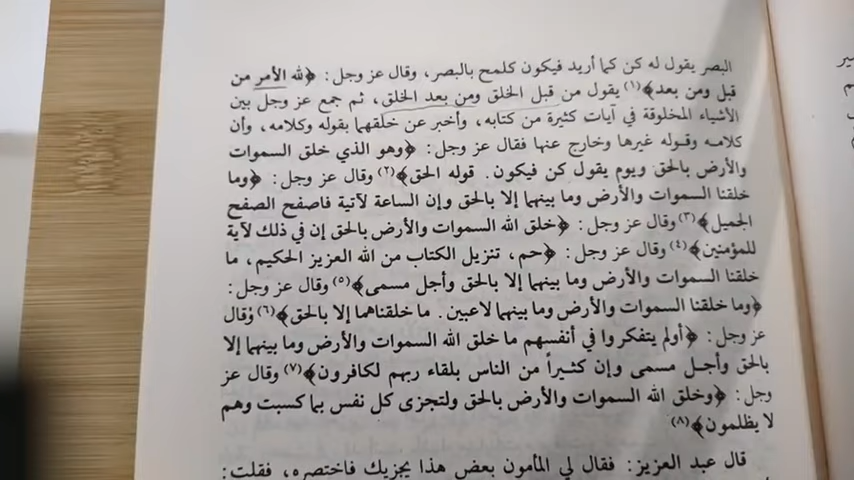 البصر يقول له كن كما أريد فيكون كلمح بالبصر، وقال عز وجل: ﴿لله الأمر من
قبل ومن بعد﴾(١) يقول من قبل الخلق ومن بعد الخلق، ثم جمع عز وجل بين
الأشياء المخلوقة في آيات كثيرة من كتابه، وأخبر عن خلقهما بقوله وكلامه، وأن
كلامه وقوله غيرها وخارج عنها فقال عز وجل: ﴿وهو الذي خلق السموات
والأرض بالحق ويوم يقول كن فيكون. قوله الحق﴾(٢) وقال عز وجل: ﴿وما
خلقنا السموات والأرض وما بينهما إلا بالحق وإن الساعة لآتية فاصفح الصفح
الجميل﴾(٣) وقال عز وجل: ﴿خلق الله السموات والأرض بالحق إن في ذلك لآية
للمؤمنين﴾(٤) وقال عز وجل: ﴿حم، تنزيل الكتاب من الله العزيز الحكيم، ما
خلقنا السموات والأرض وما بينهما إلا بالحق وأجل مسمى﴾(٥) وقال عز وجل:
﴿وما خلقنا السموات والأرض وما بينهما لاعبين. ما خلقناهما إلا بالحق﴾(٦) وقال
عز وجل: ﴿أولم يتفكروا في أنفسهم ما خلق الله السموات والأرض وما بينهما إلا
بالحق وأجل مسمى وإن كثيراً من الناس بلقاء ربهم لكافرون﴾(٧) وقال عز
وجل: ﴿وخلق الله السموات والأرض بالحق ولتجزى كل نفس بما كسبت وهم
لا يظلمون﴾(٨)
قال عبد العزيز: فقال لي المأمون بعض هذا يجزيك فاختصره، فقلت: